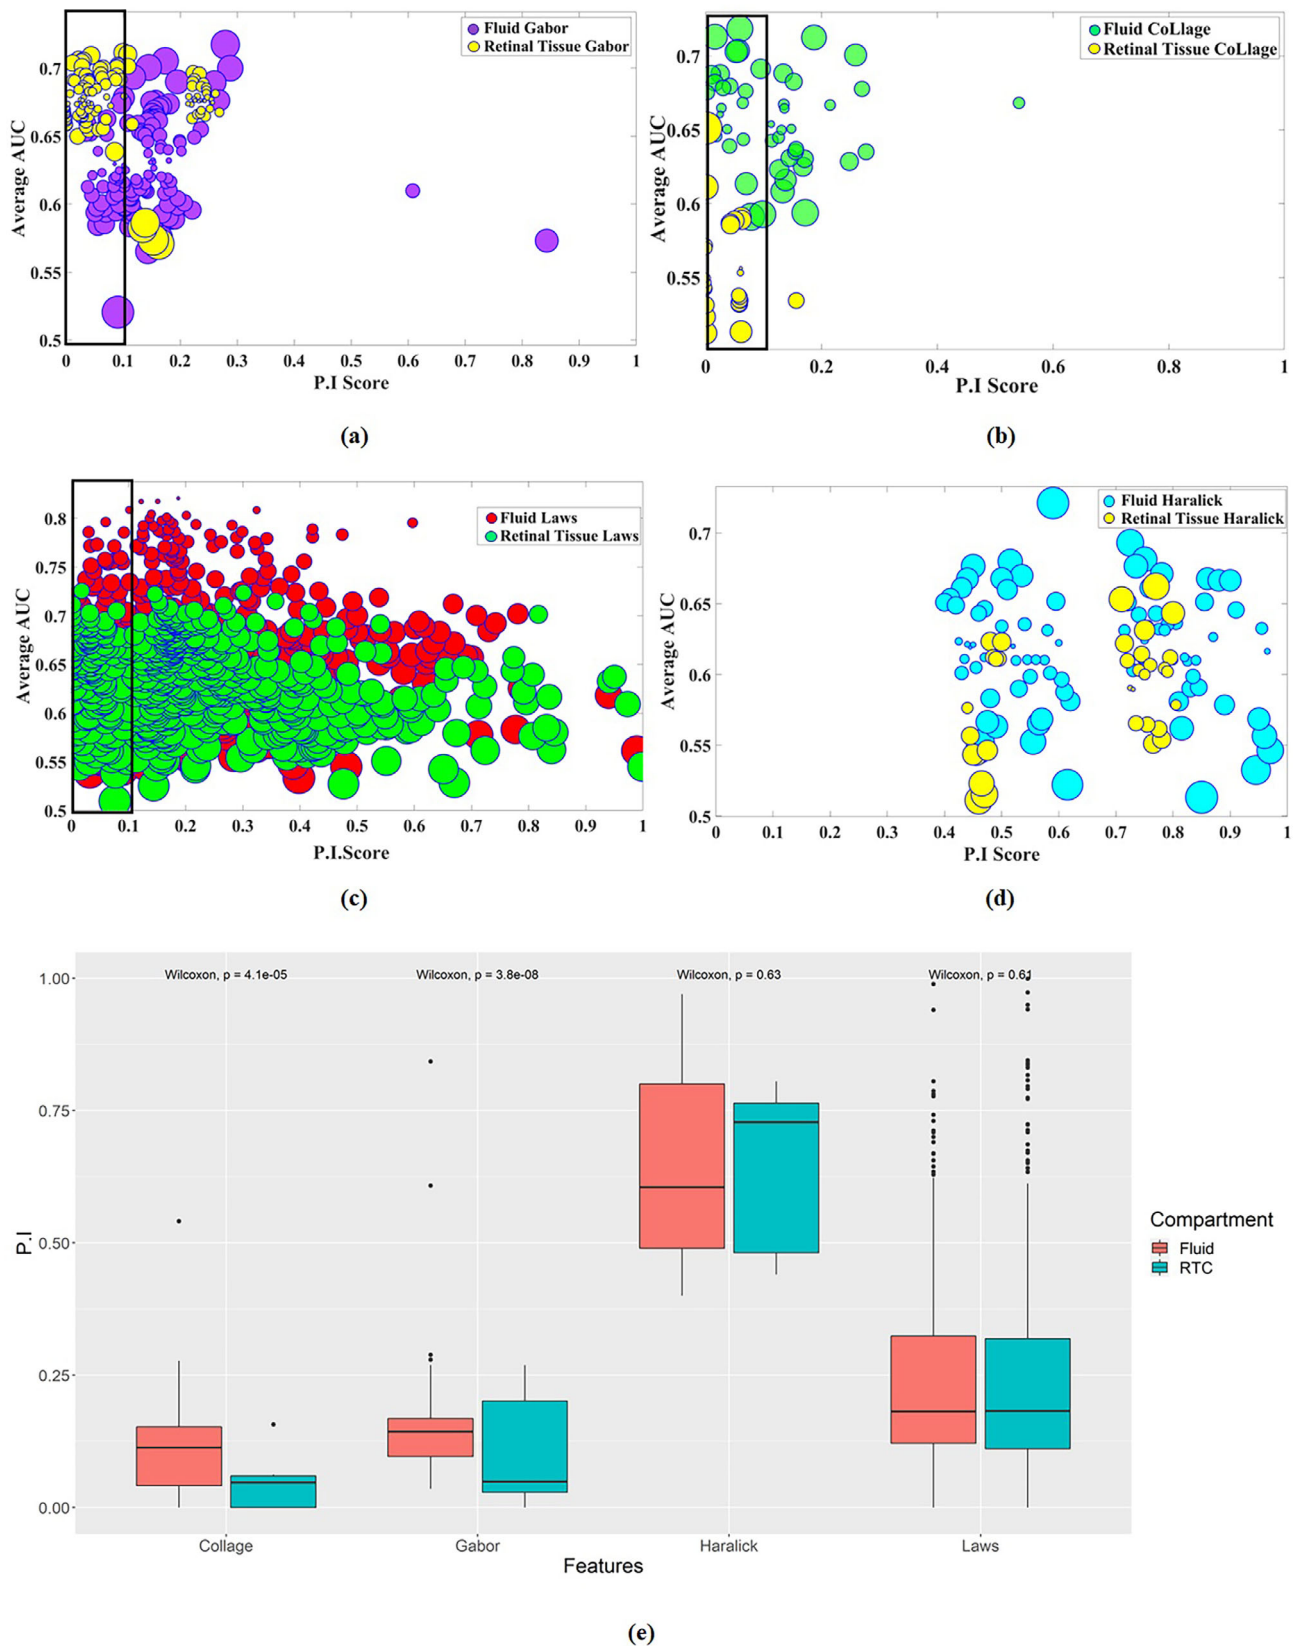 Fluid Gabor
Retinal Tissue Gabor
0.7
0.65
0.6
0.55
0.5
Average AUC
0 0.1 0.2 0.3 0.4 0.5 0.6 0.7 0.8 0.9 1
P.I Score
(a)
Fluid CoLlage
Retinal Tissue CoLlage
0.7
0.65
0.6
0.55
Average AUC
0 0.2 0.4 0.6 0.8 1
P.I Score
(b)
Fluid Laws
Retinal Tissue Laws
0.8
0.75
0.7
0.65
0.6
0.55
0.5
Average AUC
0 0.1 0.2 0.3 0.4 0.5 0.6 0.7 0.8 0.9 1
P.I.Score
(c)
Fluid Haralick
Retinal Tissue Haralick
0.7
0.65
0.6
0.55
0.5
Average AUC
0 0.1 0.2 0.3 0.4 0.5 0.6 0.7 0.8 0.9 1
P.I Score
(d)
Wilcoxon, p = 4.1e-05 Wilcoxon, p = 3.8e-08 Wilcoxon, p = 0.63 Wilcoxon, p = 0.61
1.00
0.75
0.50
0.25
0.00
P.I
Compartment
Fluid
RTC
Collage Gabor Haralick Laws
Features
(e)